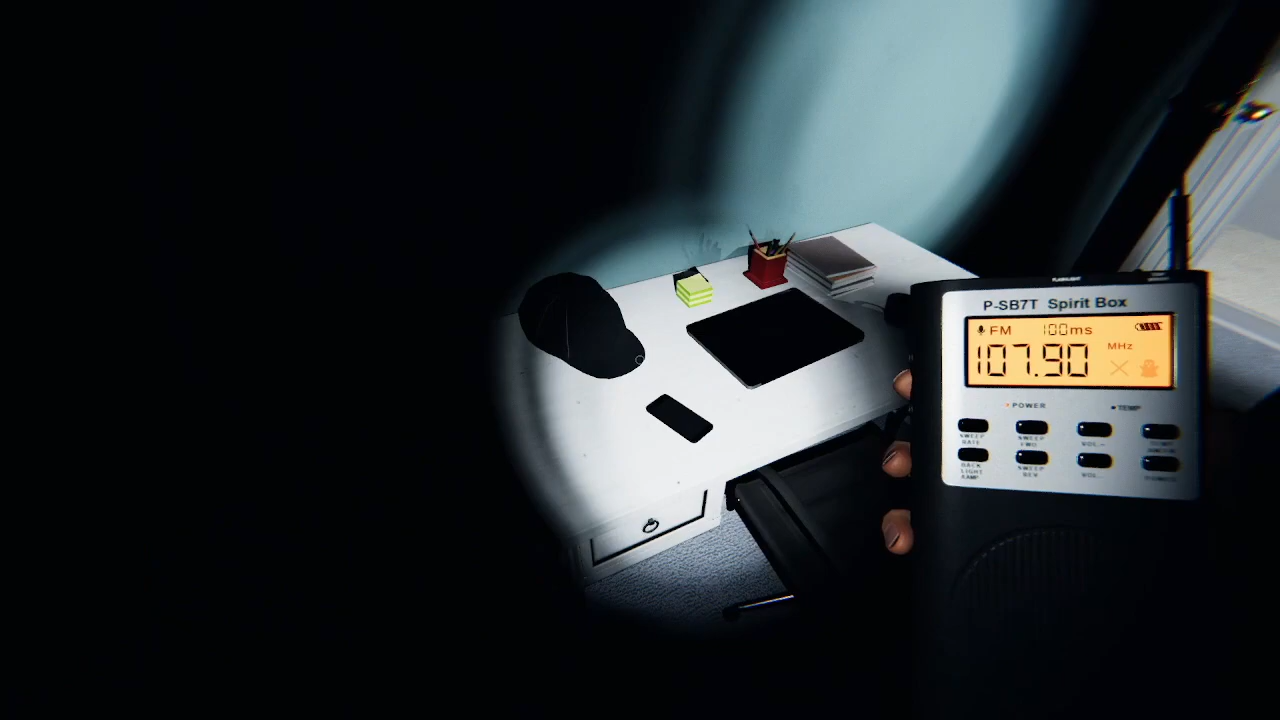 P-SB7T Spirit Box
FM 100ms
107.90 MHz
POWER TEMP
SWEEP RATE
SWEEP FWD
VOL.
BACK LIGHT
SWEEP REV
VOL.